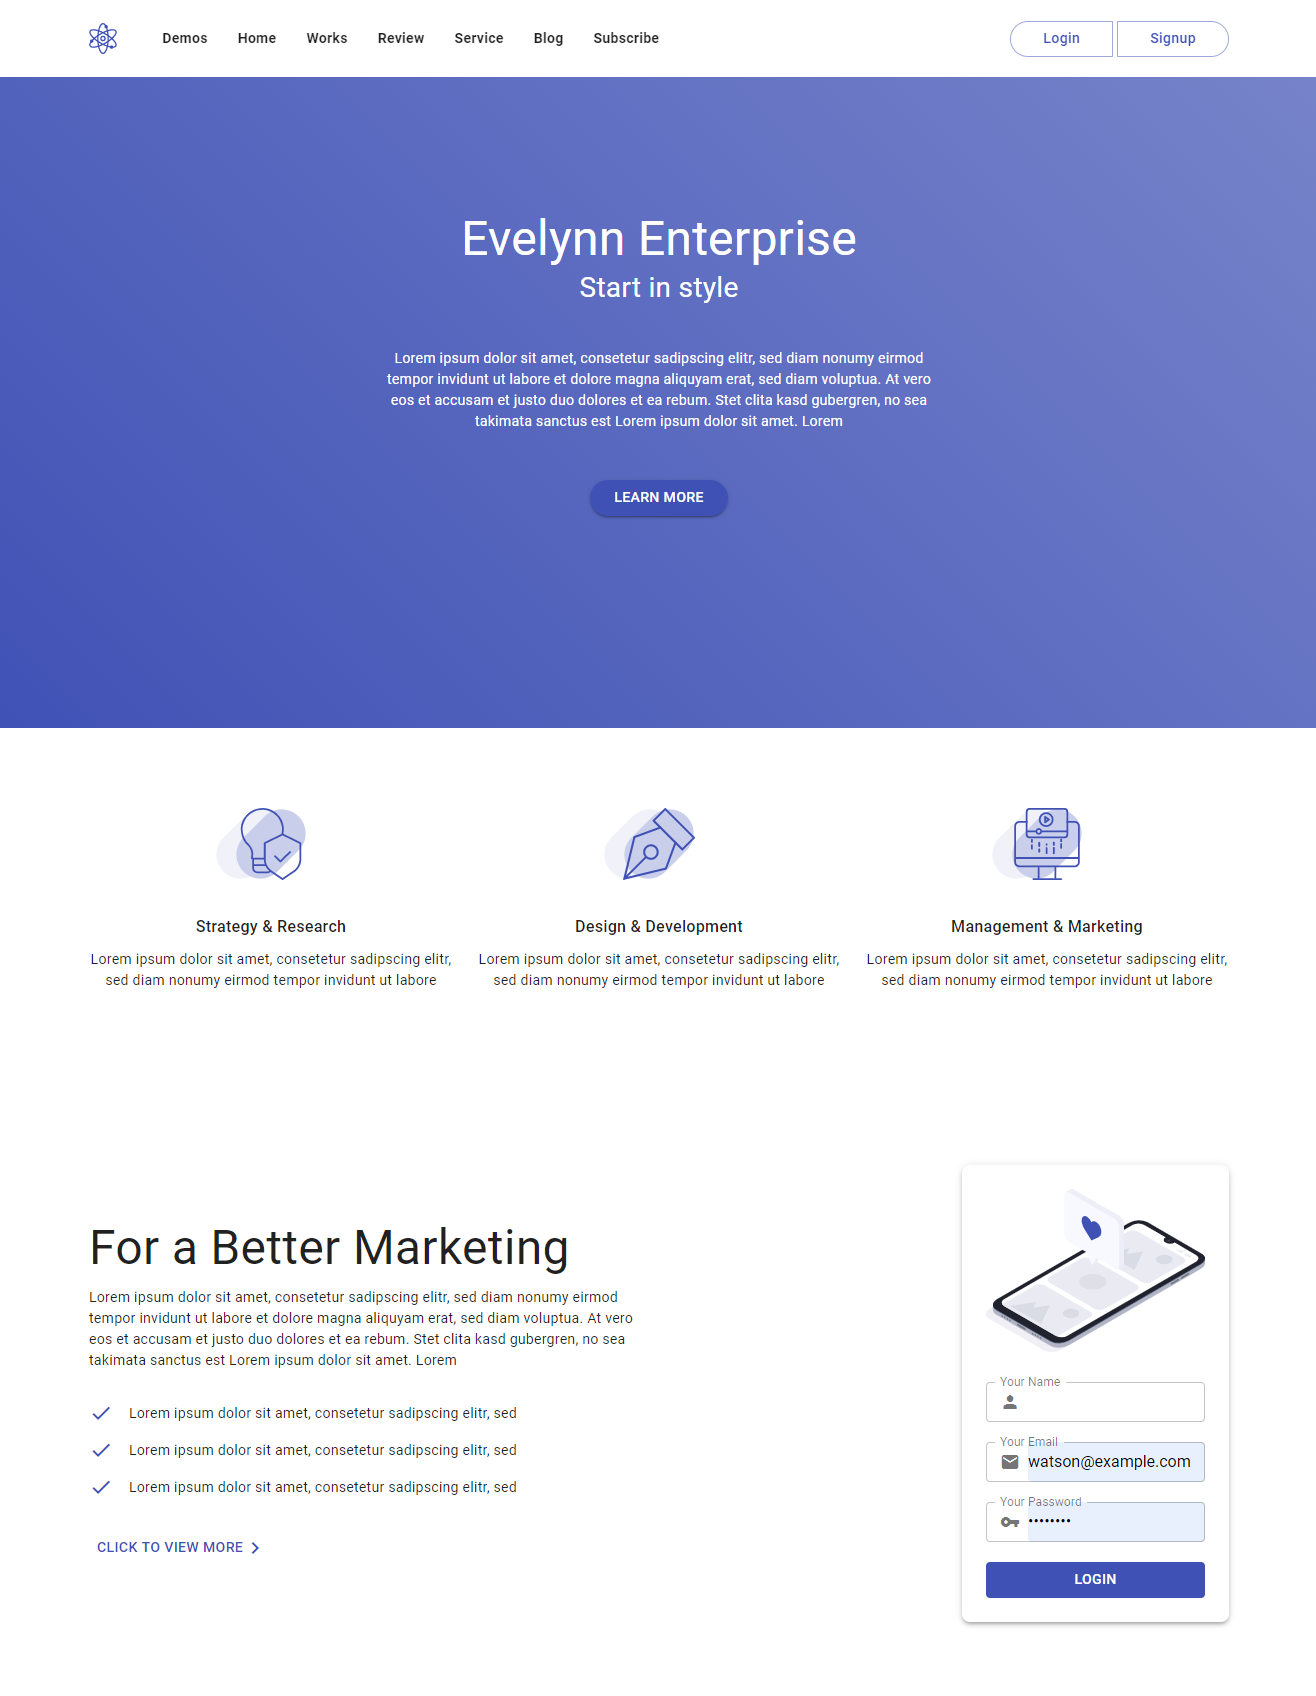 Demos Home Works Review Service Blog Subscribe Login Signup
Evelynn Enterprise
Start in style
Lorem ipsum dolor sit amet, consetetur sadipscing elitr, sed diam nonumy eirmod
tempor invidunt ut labore et dolore magna aliquyam erat, sed diam voluptua. At vero
eos et accusam et justo duo dolores et ea rebum. Stet clita kasd gubergren, no sea
takimata sanctus est Lorem ipsum dolor sit amet. Lorem
LEARN MORE
Strategy & Research
Lorem ipsum dolor sit amet, consetetur sadipscing elitr,
sed diam nonumy eirmod tempor invidunt ut labore
Design & Development
Lorem ipsum dolor sit amet, consetetur sadipscing elitr,
sed diam nonumy eirmod tempor invidunt ut labore
Management & Marketing
Lorem ipsum dolor sit amet, consetetur sadipscing elitr,
sed diam nonumy eirmod tempor invidunt ut labore
For a Better Marketing
Lorem ipsum dolor sit amet, consetetur sadipscing elitr, sed diam nonumy eirmod
tempor invidunt ut labore et dolore magna aliquyam erat, sed diam voluptua. At vero
eos et accusam et justo duo dolores et ea rebum. Stet clita kasd gubergren, no sea
takimata sanctus est Lorem ipsum dolor sit amet. Lorem
Lorem ipsum dolor sit amet, consetetur sadipscing elitr, sed
Lorem ipsum dolor sit amet, consetetur sadipscing elitr, sed
Lorem ipsum dolor sit amet, consetetur sadipscing elitr, sed
CLICK TO VIEW MORE
Your Name
Your Email
watson@example.com
Your Password
••••••••
LOGIN